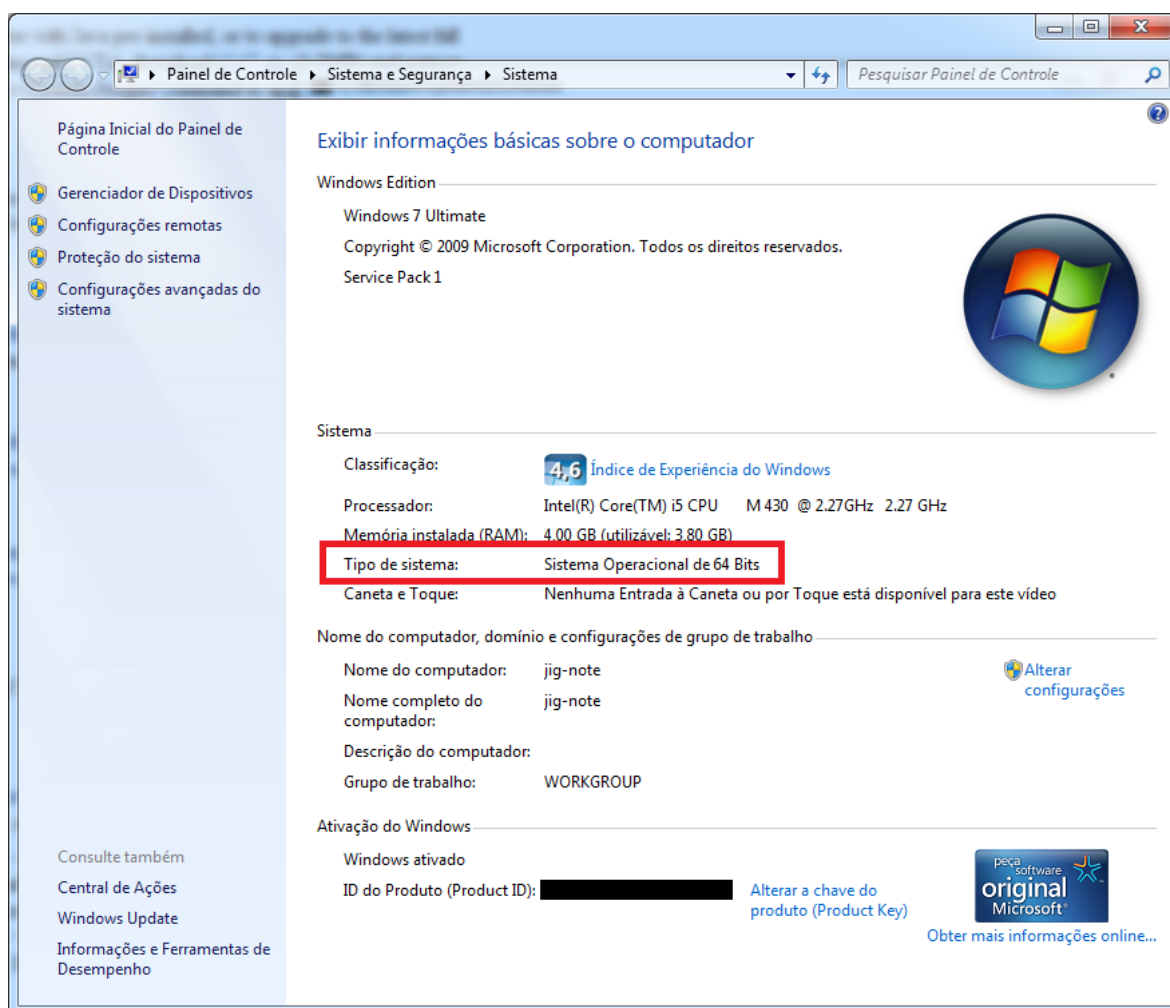 Painel de Controle ▸ Sistema e Segurança ▸ Sistema
Pesquisar Painel de Controle
Página Inicial do Painel de
Controle
Gerenciador de Dispositivos
Configurações remotas
Proteção do sistema
Configurações avançadas do
sistema
Exibir informações básicas sobre o computador
Windows Edition
Windows 7 Ultimate
Copyright © 2009 Microsoft Corporation. Todos os direitos reservados.
Service Pack 1
Sistema
Classificação: 4,6 Índice de Experiência do Windows
Processador: Intel(R) Core(TM) i5 CPU M 430 @ 2.27GHz 2.27 GHz
Memória instalada (RAM): 4.00 GB (utilizável: 3.80 GB)
Tipo de sistema: Sistema Operacional de 64 Bits
Caneta e Toque: Nenhuma Entrada à Caneta ou por Toque está disponível para este vídeo
Nome do computador, domínio e configurações de grupo de trabalho
Nome do computador: jig-note
Alterar
configurações
Nome completo do
computador:
jig-note
Descrição do computador:
Grupo de trabalho: WORKGROUP
Ativação do Windows
Windows ativado
ID do Produto (Product ID):
Alterar a chave do
produto (Product Key)
peça
software
original
Microsoft®
Obter mais informações online...
Consulte também
Central de Ações
Windows Update
Informações e Ferramentas de
Desempenho